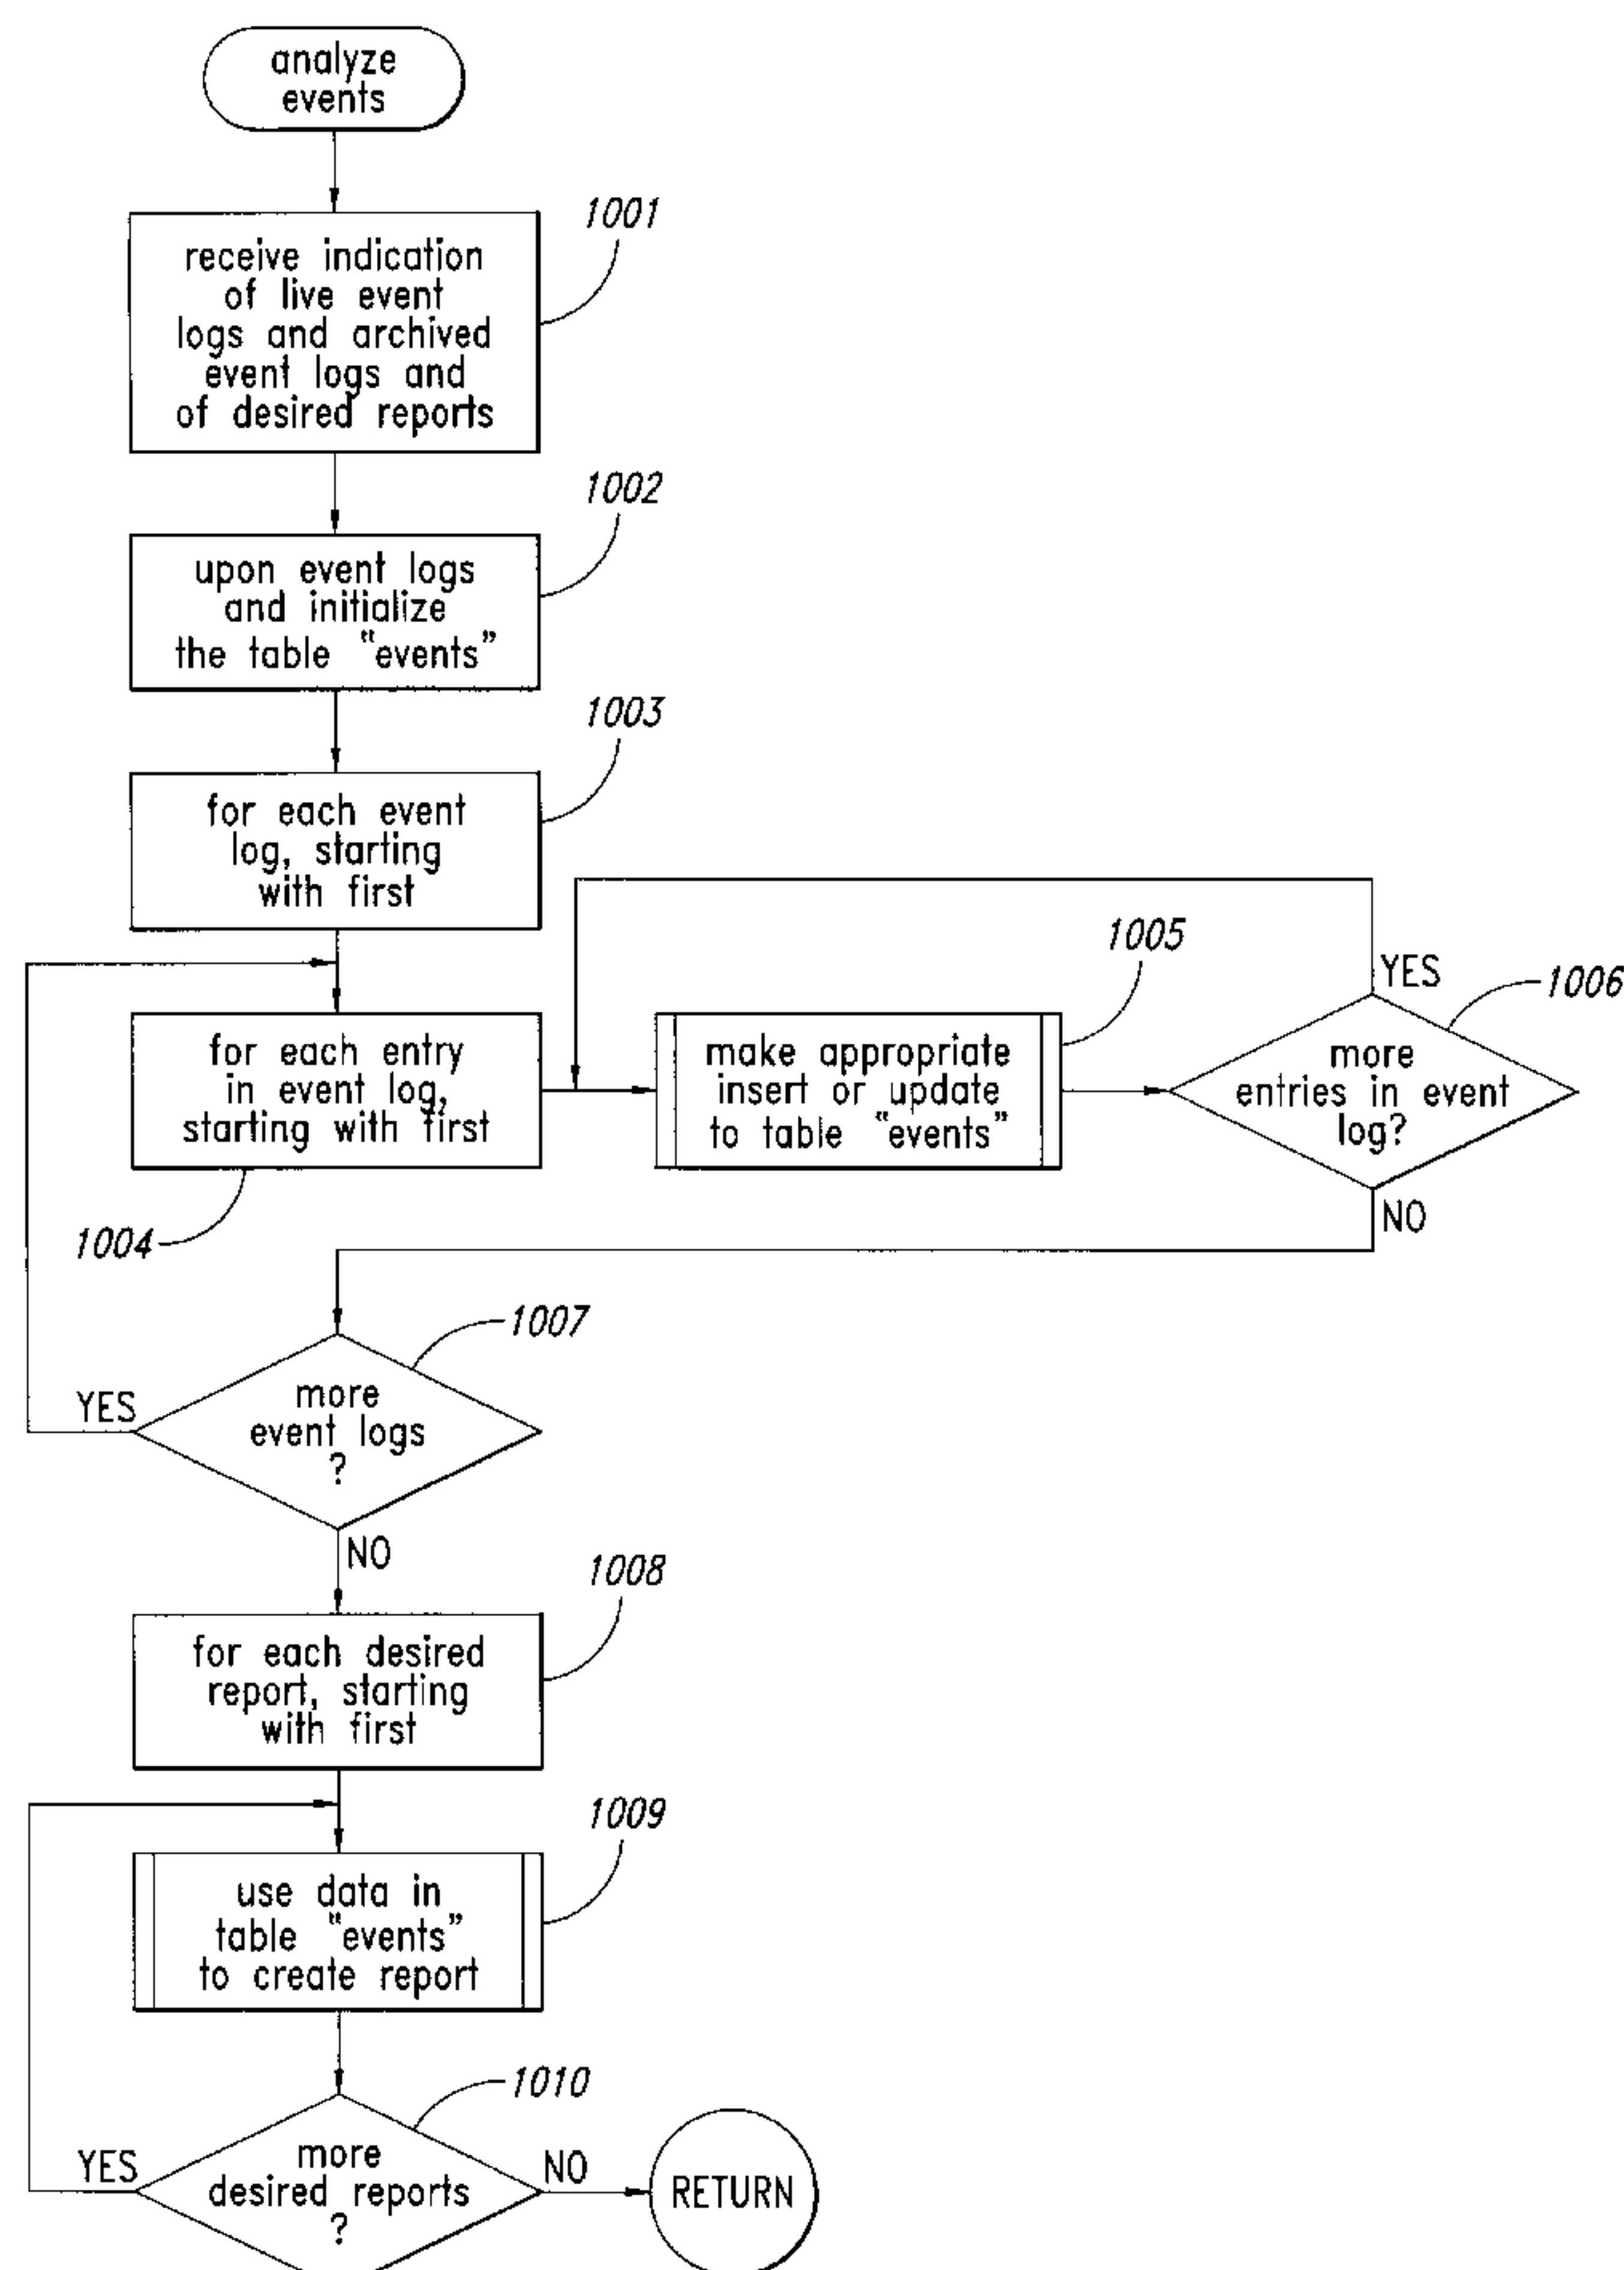 analyze
events
1001
receive indication
of live event
logs and archived
event logs and
of desired reports
1002
upon event logs
and initialize
the table "events"
1003
for each event
log, starting
with first
1004
for each entry
in event log,
starting with first
1005
make appropriate
insert or update
to table "events"
1006
YES
more
entries in event
log?
NO
1007
YES
more
event logs
?
NO
1008
for each desired
report, starting
with first
1009
use data in
table "events"
to create report
1010
YES
more
desired reports
?
NO
RETURN